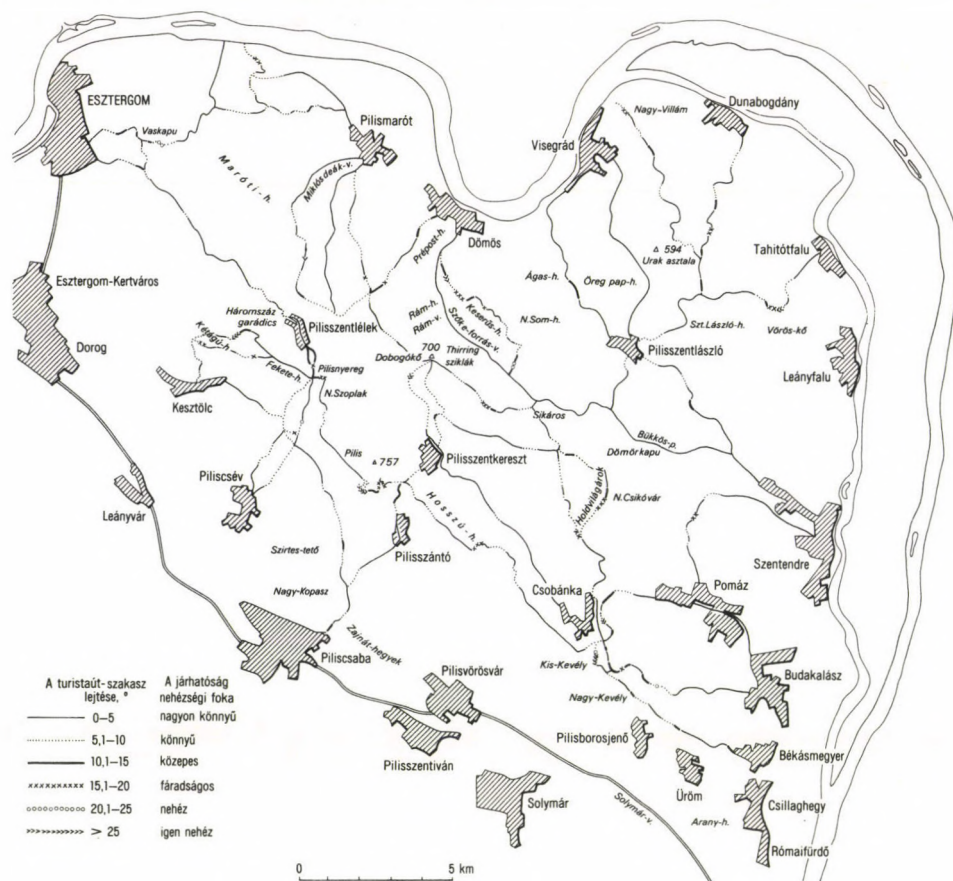 ESZTERGOM
Vaskapu
Pilismarót
Visegrád
Nagy-Villám
Dunabogdány
Maróti-h.
Miklósdeák-v.
Prépost-h.
Dömös
Esztergom-Kertváros
Dorog
Háromszáz
garádics
Pilisszentlélek
Kétágú-h.
Fekete-h.
Pilisnyereg
N.Szoplak
Kesztölc
Rám-h.
Rám-v.
Szőke-forrás-v.
Keserűs-h.
Ágas-h.
N.Som-h.
Öreg pap-h.
594
Urak asztala
Tahitótfalu
Szt.László-h.
Vörös-kő
Pilisszentlászló
Leányfalu
700
Dobogókő
Thirring
sziklák
Sikáros
Bükkös-p.
Dömörkapu
Pilis
757
Pilisszentkereszt
Piliscsév
Leányvár
Hosszú-h.
Holdvilágárok
N.Csikóvár
Szirtes-tető
Pilisszántó
Szentendre
Nagy-Kopasz
Csobánka
Pomáz
Piliscsaba
Zajnát-hegyek
Kis-Kevély
Budakalász
Pilisvörösvár
Nagy-Kevély
Pilisszentiván
Pilisborosjenő
Békásmegyer
Üröm
Solymár
Solymár-v.
Arany-h.
Csillaghegy
Rómaifürdő
A turistaút-szakasz
lejtése, °
A járhatóság
nehézségi foka
0–5 nagyon könnyű
5,1–10 könnyű
10,1–15 közepes
15,1–20 fáradságos
20,1–25 nehéz
> 25 igen nehéz
0 5 km